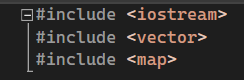 #include <iostream>
#include <vector>
#include <map>